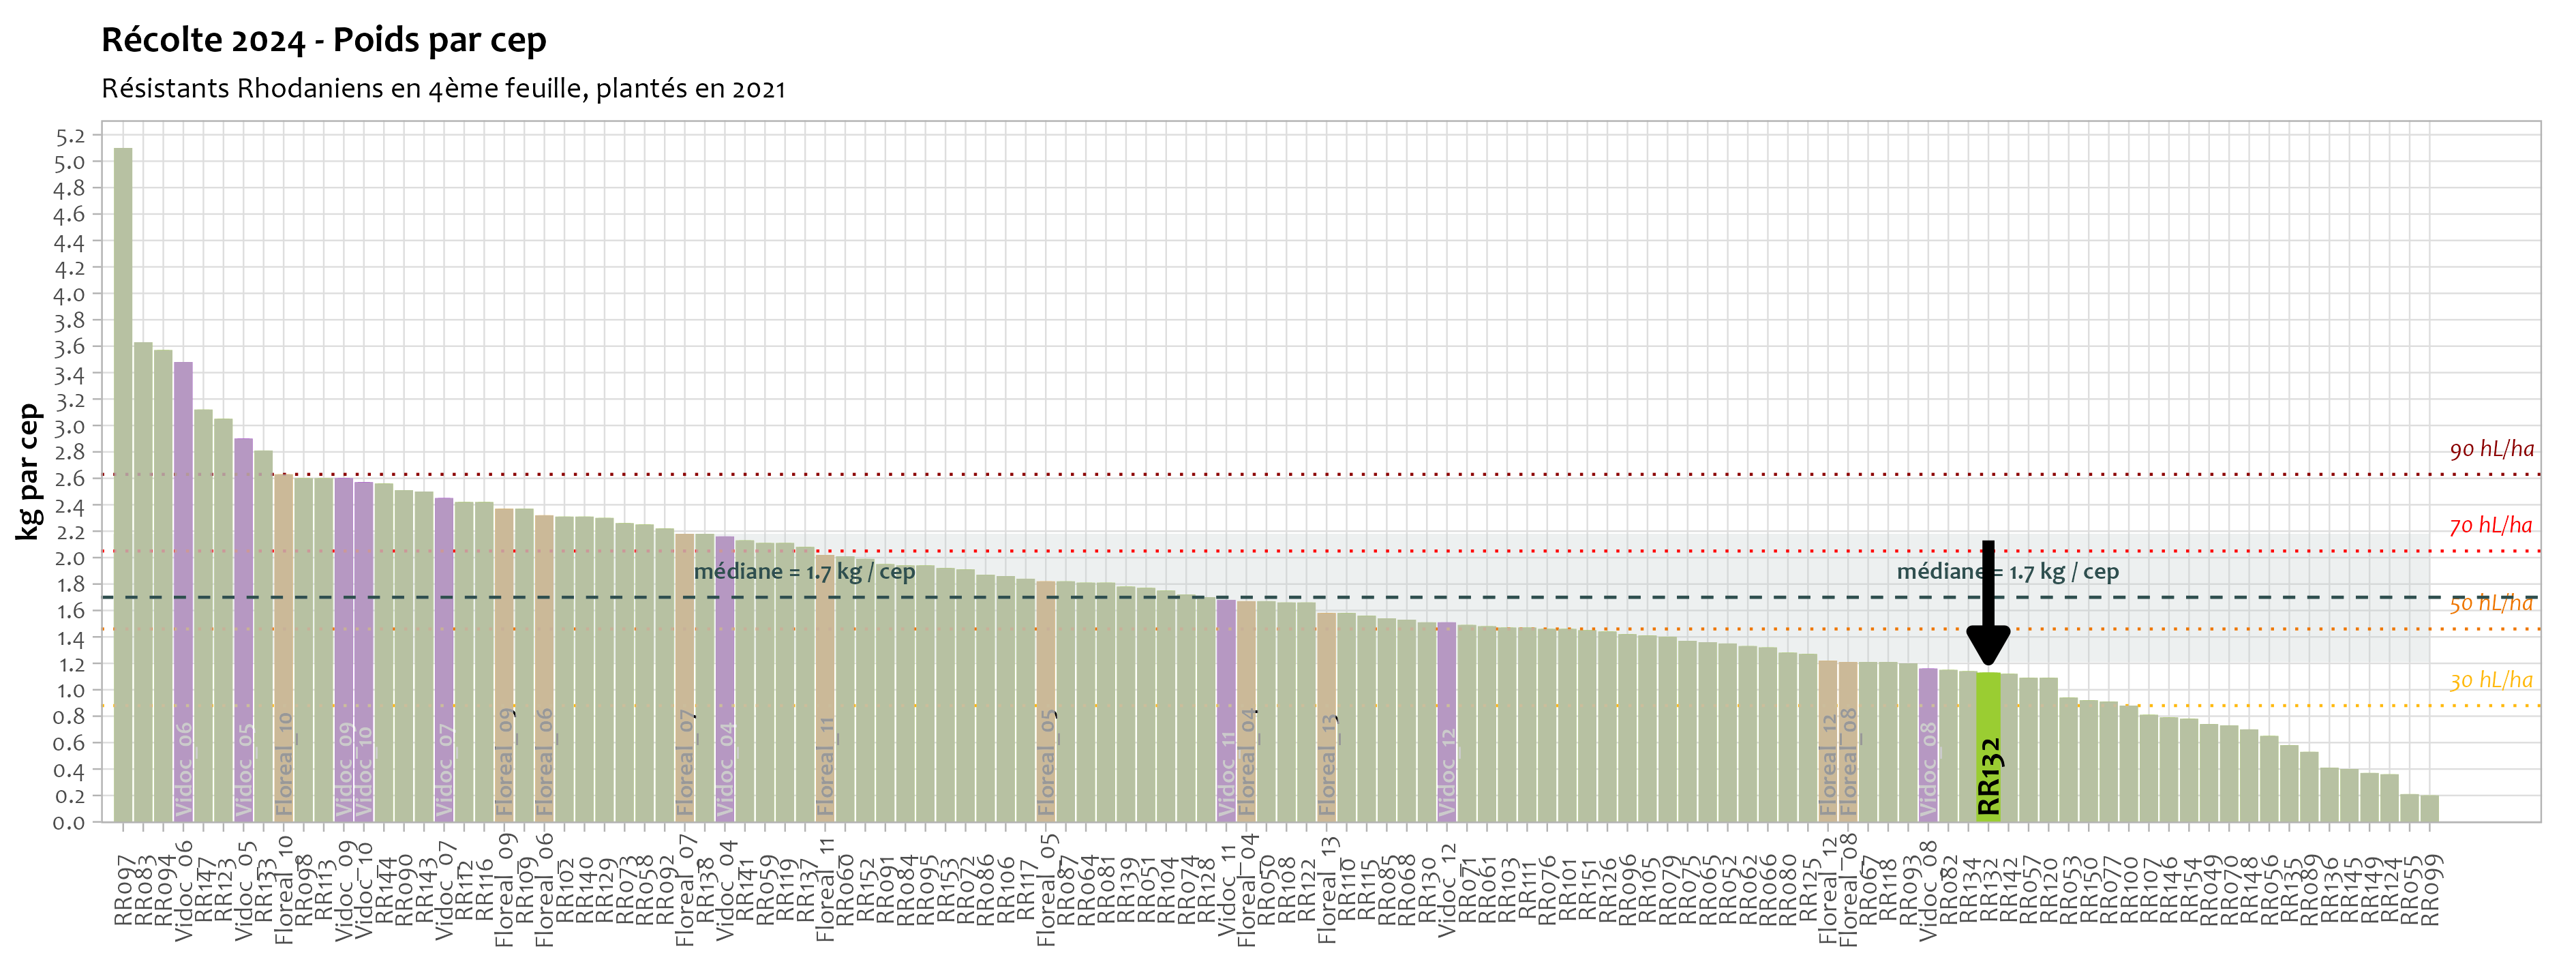 Récolte 2024 - Poids par cep
Résistants Rhodaniens en 4ème feuille, plantés en 2021
kg par cep
5.2
5.0
4.8
4.6
4.4
4.2
4.0
3.8
3.6
3.4
3.2
3.0
2.8
2.6
2.4
2.2
2.0
1.8
1.6
1.4
1.2
1.0
0.8
0.6
0.4
0.2
0.0
90 hL/ha
70 hL/ha
50 hL/ha
30 hL/ha
médiane = 1.7 kg / cep
médiane = 1.7 kg / cep
Vidoc_06
Vidoc_05
Floreal_10
Vidoc_09
Vidoc_10
Vidoc_07
Floreal_09
Floreal_06
Floreal_07
Vidoc_04
Floreal_11
Floreal_05
Vidoc_11
Floreal_04
Floreal_13
Vidoc_12
Floreal_12
Floreal_08
Vidoc_08
RR132
RR097
RR083
RR094
Vidoc_06
RR147
RR123
Vidoc_05
RR133
Floreal_10
RR098
RR113
Vidoc_09
Vidoc_10
RR144
RR090
RR143
Vidoc_07
RR112
RR116
Floreal_09
RR109
Floreal_06
RR102
RR140
RR129
RR073
RR058
RR092
Floreal_07
RR138
Vidoc_04
RR141
RR059
RR119
RR137
Floreal_11
RR060
RR152
RR091
RR084
RR095
RR153
RR072
RR086
RR106
RR117
Floreal_05
RR087
RR064
RR081
RR139
RR051
RR104
RR074
RR128
Vidoc_11
Floreal_04
RR050
RR108
RR122
Floreal_13
RR110
RR115
RR085
RR068
RR130
Vidoc_12
RR071
RR061
RR103
RR111
RR076
RR101
RR151
RR126
RR096
RR105
RR079
RR075
RR065
RR052
RR062
RR066
RR080
RR125
Floreal_12
Floreal_08
RR067
RR118
RR093
Vidoc_08
RR082
RR134
RR132
RR142
RR057
RR120
RR053
RR150
RR077
RR100
RR107
RR146
RR154
RR049
RR070
RR148
RR056
RR135
RR089
RR136
RR145
RR149
RR124
RR055
RR099